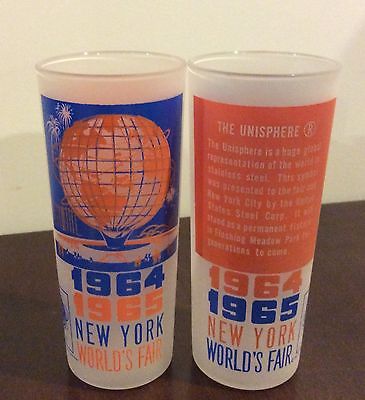 1964
1965
NEW YORK
WORLD'S FAIR
THE UNISPHERE ®
The Unisphere is a huge global
representation of the world in
stainless steel. This symbol
was presented to the fair and
New York City by the United
States Steel Corp. It will
stand as a permanent fixture
in Flushing Meadow Park for
generations to come.
1964
1965
NEW YORK
WORLD'S FAIR